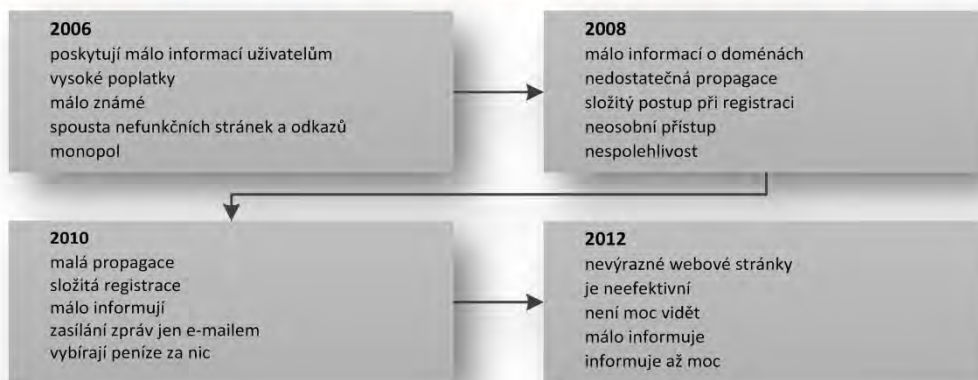 2006
poskytují málo informací uživatelům
vysoké poplatky
málo známé
spousta nefunkčních stránek a odkazů
monopol
2008
málo informací o doménách
nedostatečná propagace
složitý postup při registraci
neosobní přístup
nespolehlivost
2010
malá propagace
složitá registrace
málo informují
zasílání zpráv jen e-mailem
vybírají peníze za nic
2012
nevýrazné webové stránky
je neefektivní
není moc vidět
málo informuje
informuje až moc